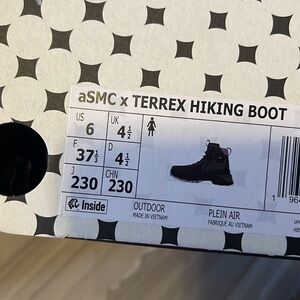 aSMC x TERREX HIKING BOOT
US 6 UK 4½
F 37⅓ D 4½
J 230 CHN 230
Inside
OUTDOOR PLEIN AIR
MADE IN VIETNAM FABRIQUÉ AU VIETNAM